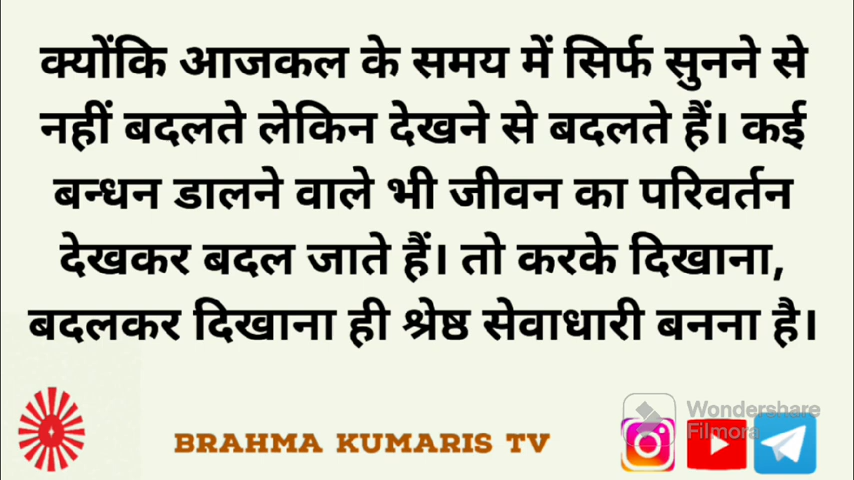 क्योंकि आजकल के समय में सिर्फ सुनने से
नहीं बदलते लेकिन देखने से बदलते हैं। कई
बन्धन डालने वाले भी जीवन का परिवर्तन
देखकर बदल जाते हैं। तो करके दिखाना,
बदलकर दिखाना ही श्रेष्ठ सेवाधारी बनना है।
BRAHMA KUMARIS TV
Wondershare
Filmora